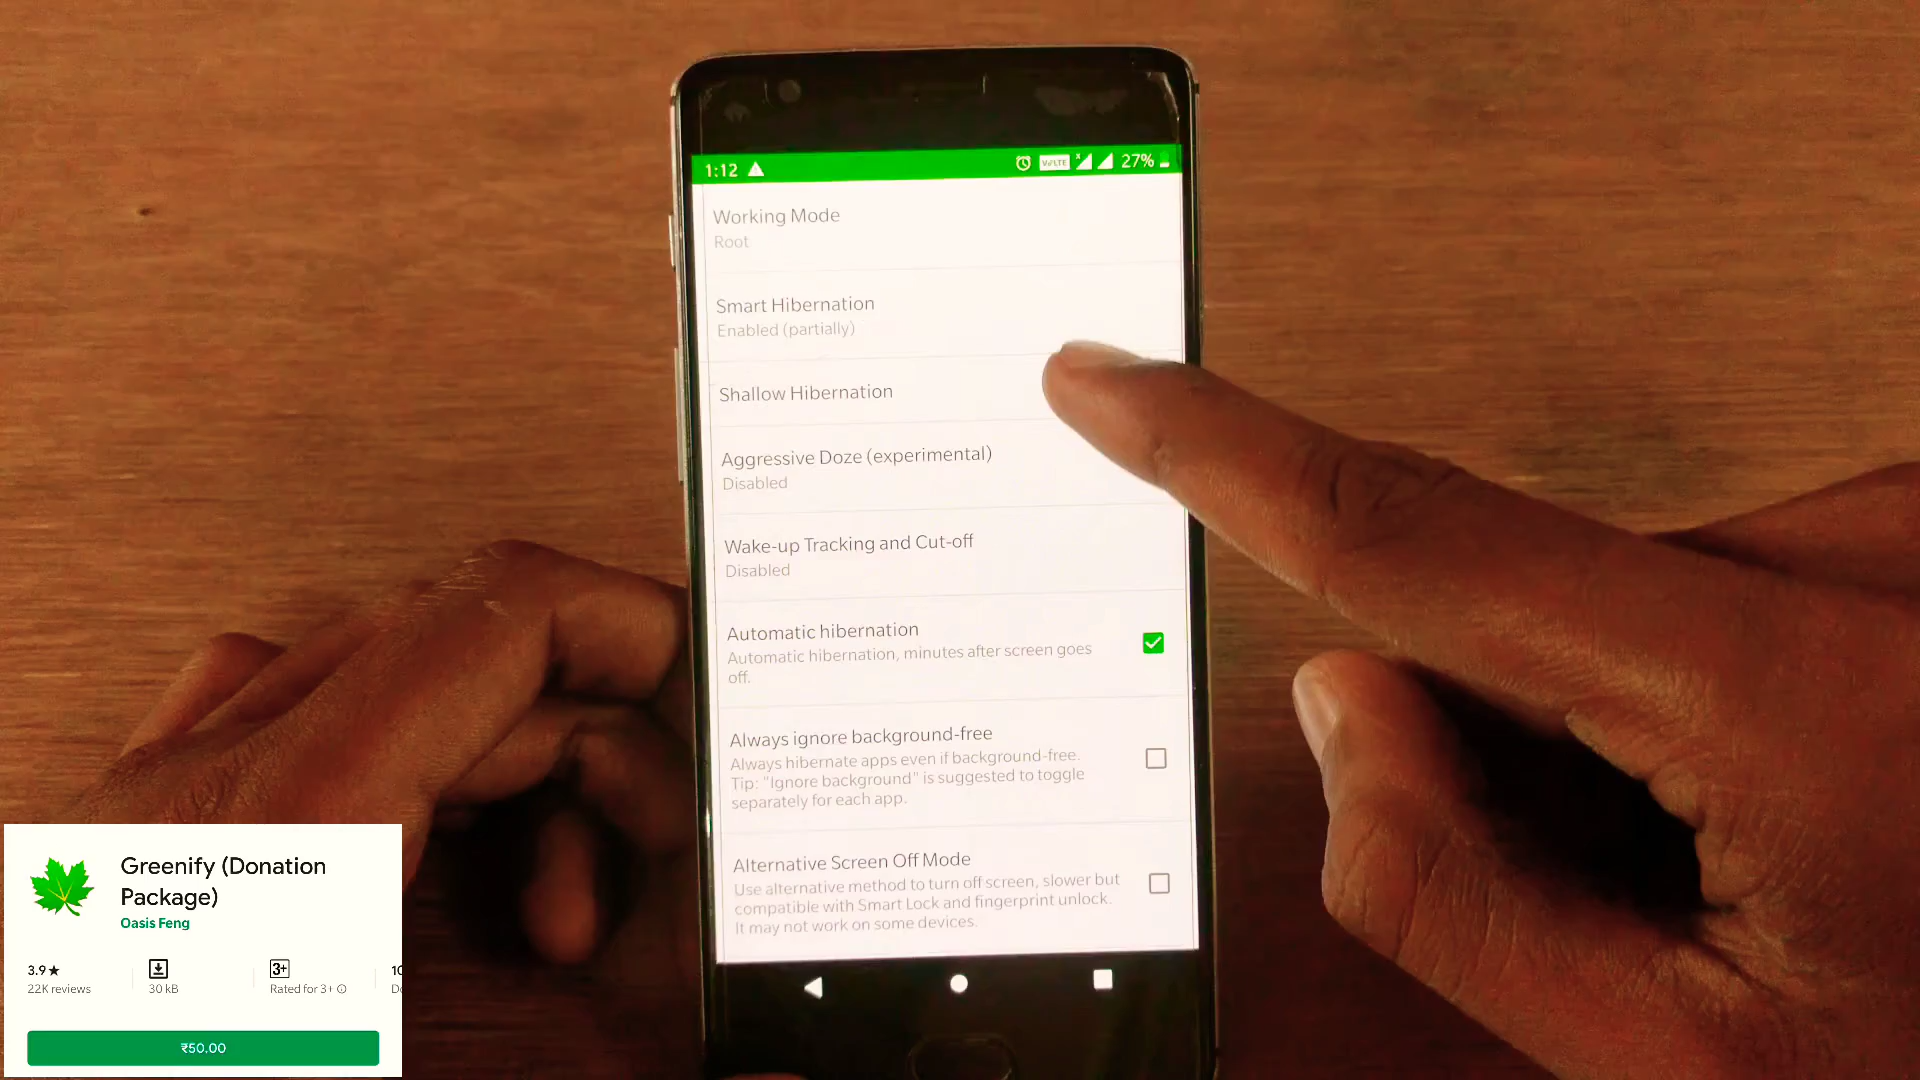 1:12
VoLTE
27%
Working Mode
Root
Smart Hibernation
Enabled (partially)
Shallow Hibernation
Aggressive Doze (experimental)
Disabled
Wake-up Tracking and Cut-off
Disabled
Automatic hibernation
Automatic hibernation, minutes after screen goes
off.
Always ignore background-free
Always hibernate apps even if background-free.
Tip: "Ignore background" is suggested to toggle
separately for each app.
Alternative Screen Off Mode
Use alternative method to turn off screen, slower but
compatible with Smart Lock and fingerprint unlock.
It may not work on some devices.
Greenify (Donation
Package)
Oasis Feng
3.9★
22K reviews
30 kB
3+
Rated for 3+
₹50.00